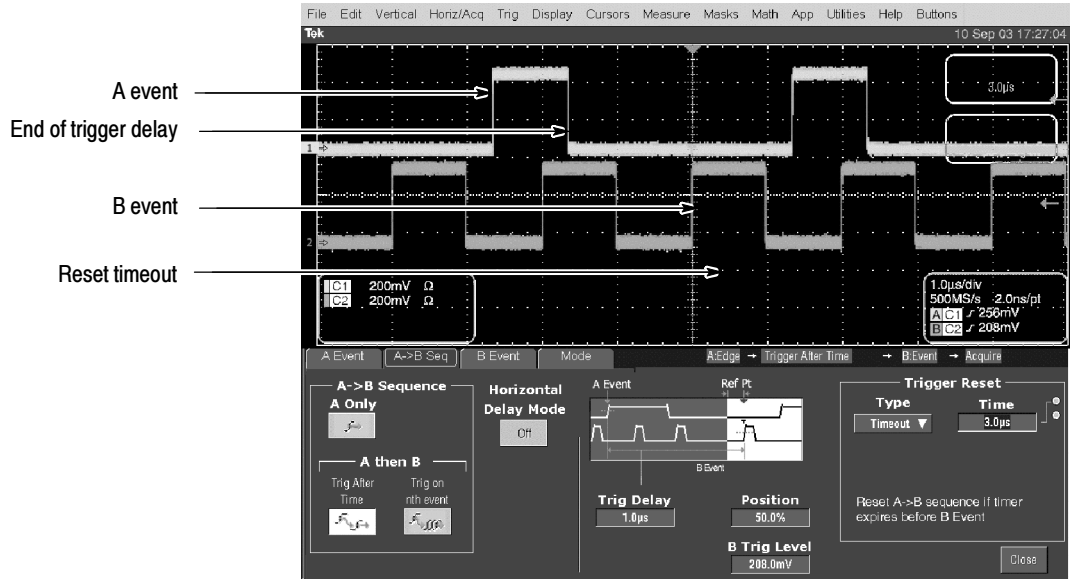 File Edit Vertical Horiz/Acq Trig Display Cursors Measure Masks Math App Utilities Help Buttons
Tek 10 Sep 03 17:27:04
A event
End of trigger delay
B event
Reset timeout
3.0µs
1
2
C1 200mV Ω
C2 200mV Ω
1.0µs/div
500MS/s 2.0ns/pt
A C1 256mV
B C2 208mV
A Event A->B Seq B Event Mode A:Edge → Trigger After Time → B:Event → Acquire
A->B Sequence
A Only
A then B
Trig After Time
Trig on nth event
Horizontal Delay Mode
Off
A Event Ref Pt
B Event
Trig Delay
1.0µs
Position
50.0%
B Trig Level
208.0mV
Trigger Reset
Type Time
Timeout ▼ 3.0µs
Reset A->B sequence if timer
expires before B Event
Close